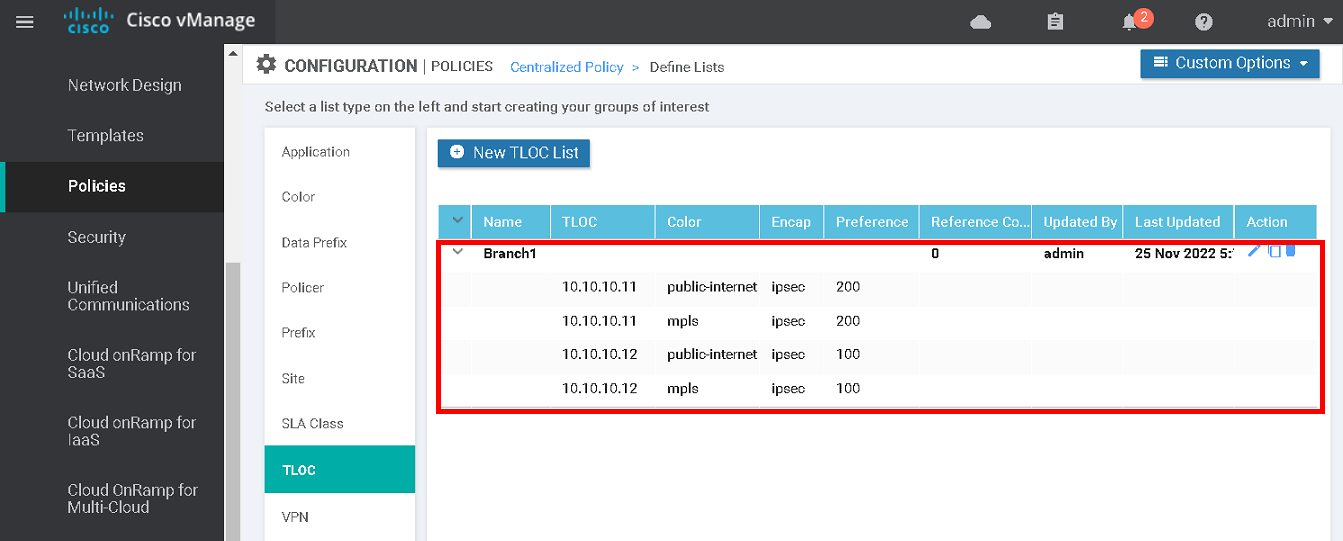 cisco Cisco vManage 2 admin
CONFIGURATION | POLICIES Centralized Policy > Define Lists Custom Options
Select a list type on the left and start creating your groups of interest
Network Design
Templates
Policies
Security
Unified
Communications
Cloud onRamp for
SaaS
Cloud onRamp for
IaaS
Cloud OnRamp for
Multi-Cloud
Application
Color
Data Prefix
Policer
Prefix
Site
SLA Class
TLOC
VPN
New TLOC List
Name TLOC Color Encap Preference Reference Co... Updated By Last Updated Action
Branch1 0 admin 25 Nov 2022 5:
10.10.10.11 public-internet ipsec 200
10.10.10.11 mpls ipsec 200
10.10.10.12 public-internet ipsec 100
10.10.10.12 mpls ipsec 100